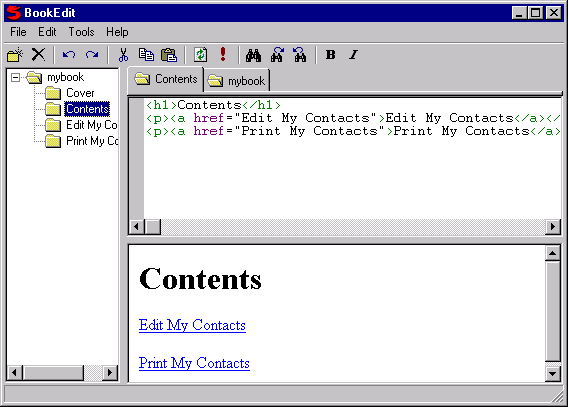 BookEdit
File Edit Tools Help
B I
mybook
Cover
Contents
Edit My Co
Print My Cc
Contents mybook
<h1>Contents</h1>
<p><a href="Edit My Contacts">Edit My Contacts</a></
<p><a href="Print My Contacts">Print My Contacts</a>
Contents
Edit My Contacts
Print My Contacts